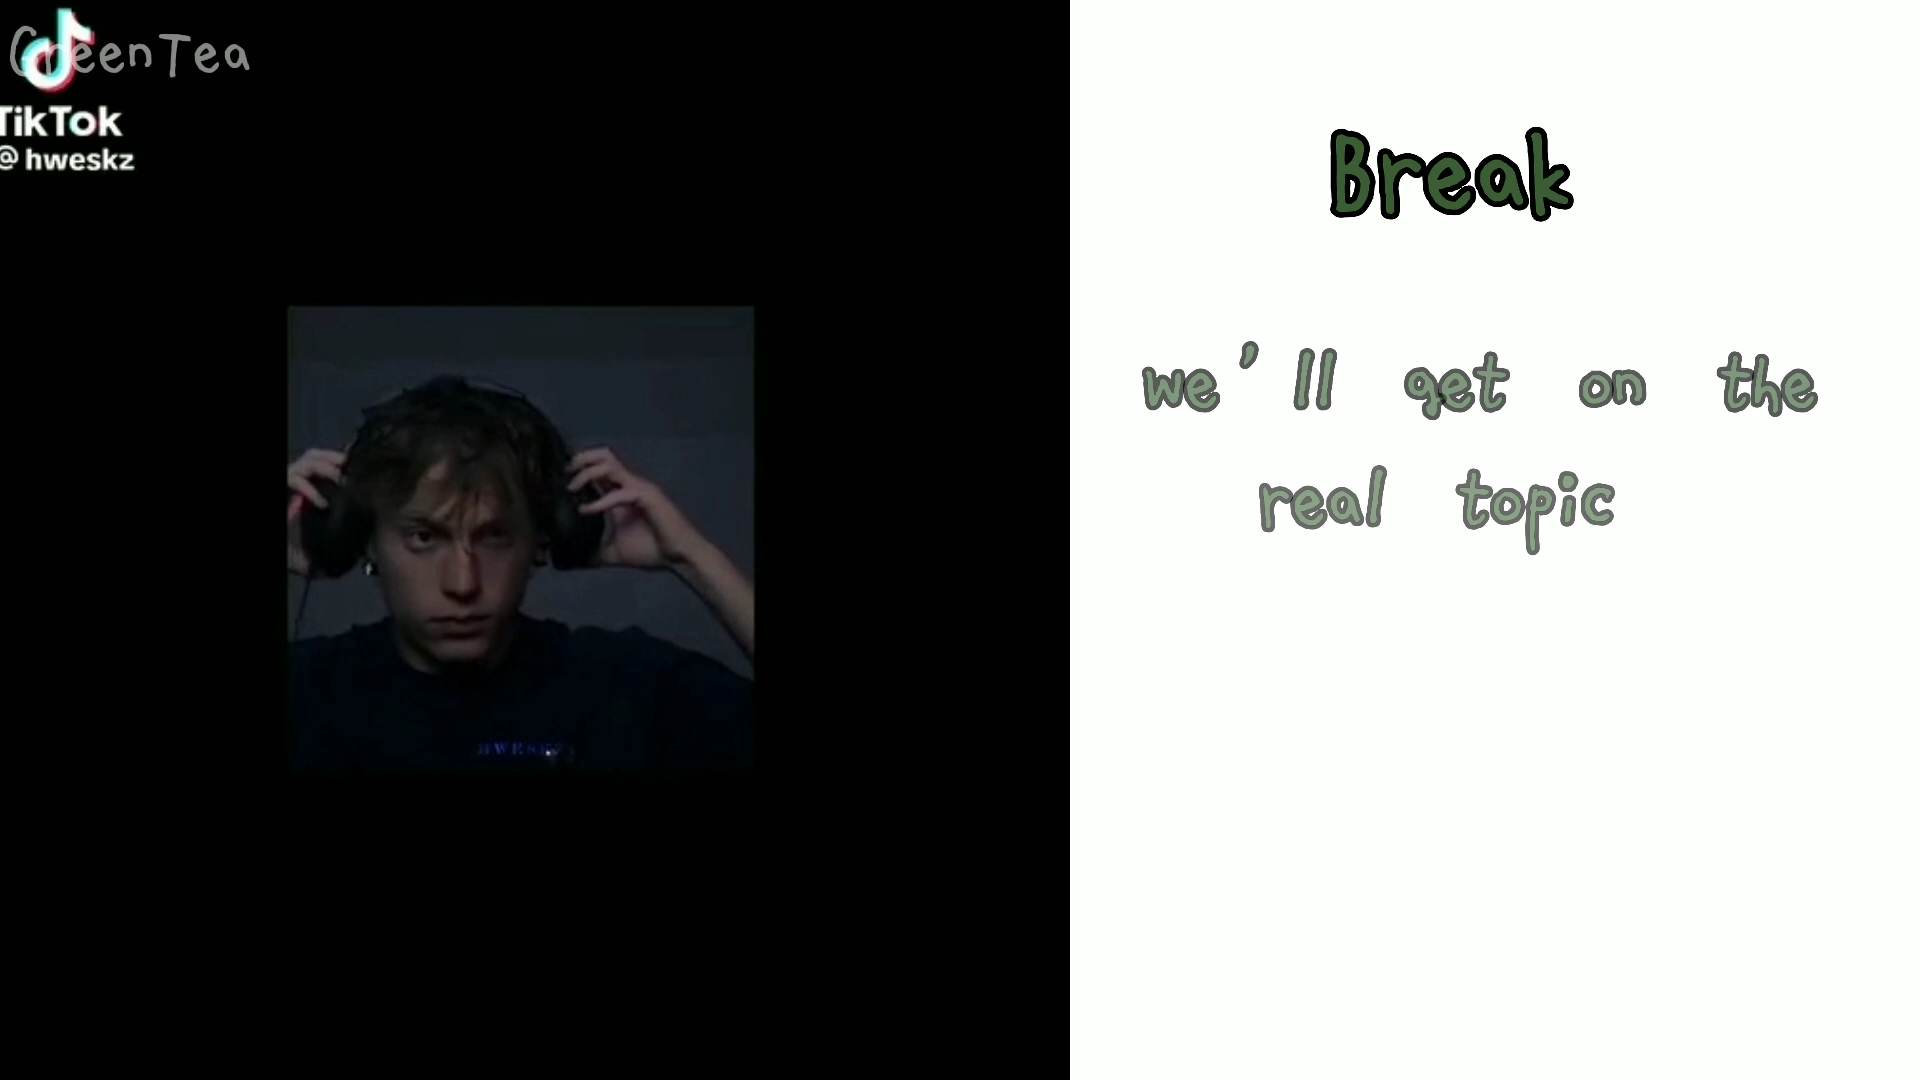 GreenTea
TikTok
@hweskz
Break
we'll get on the
real topic